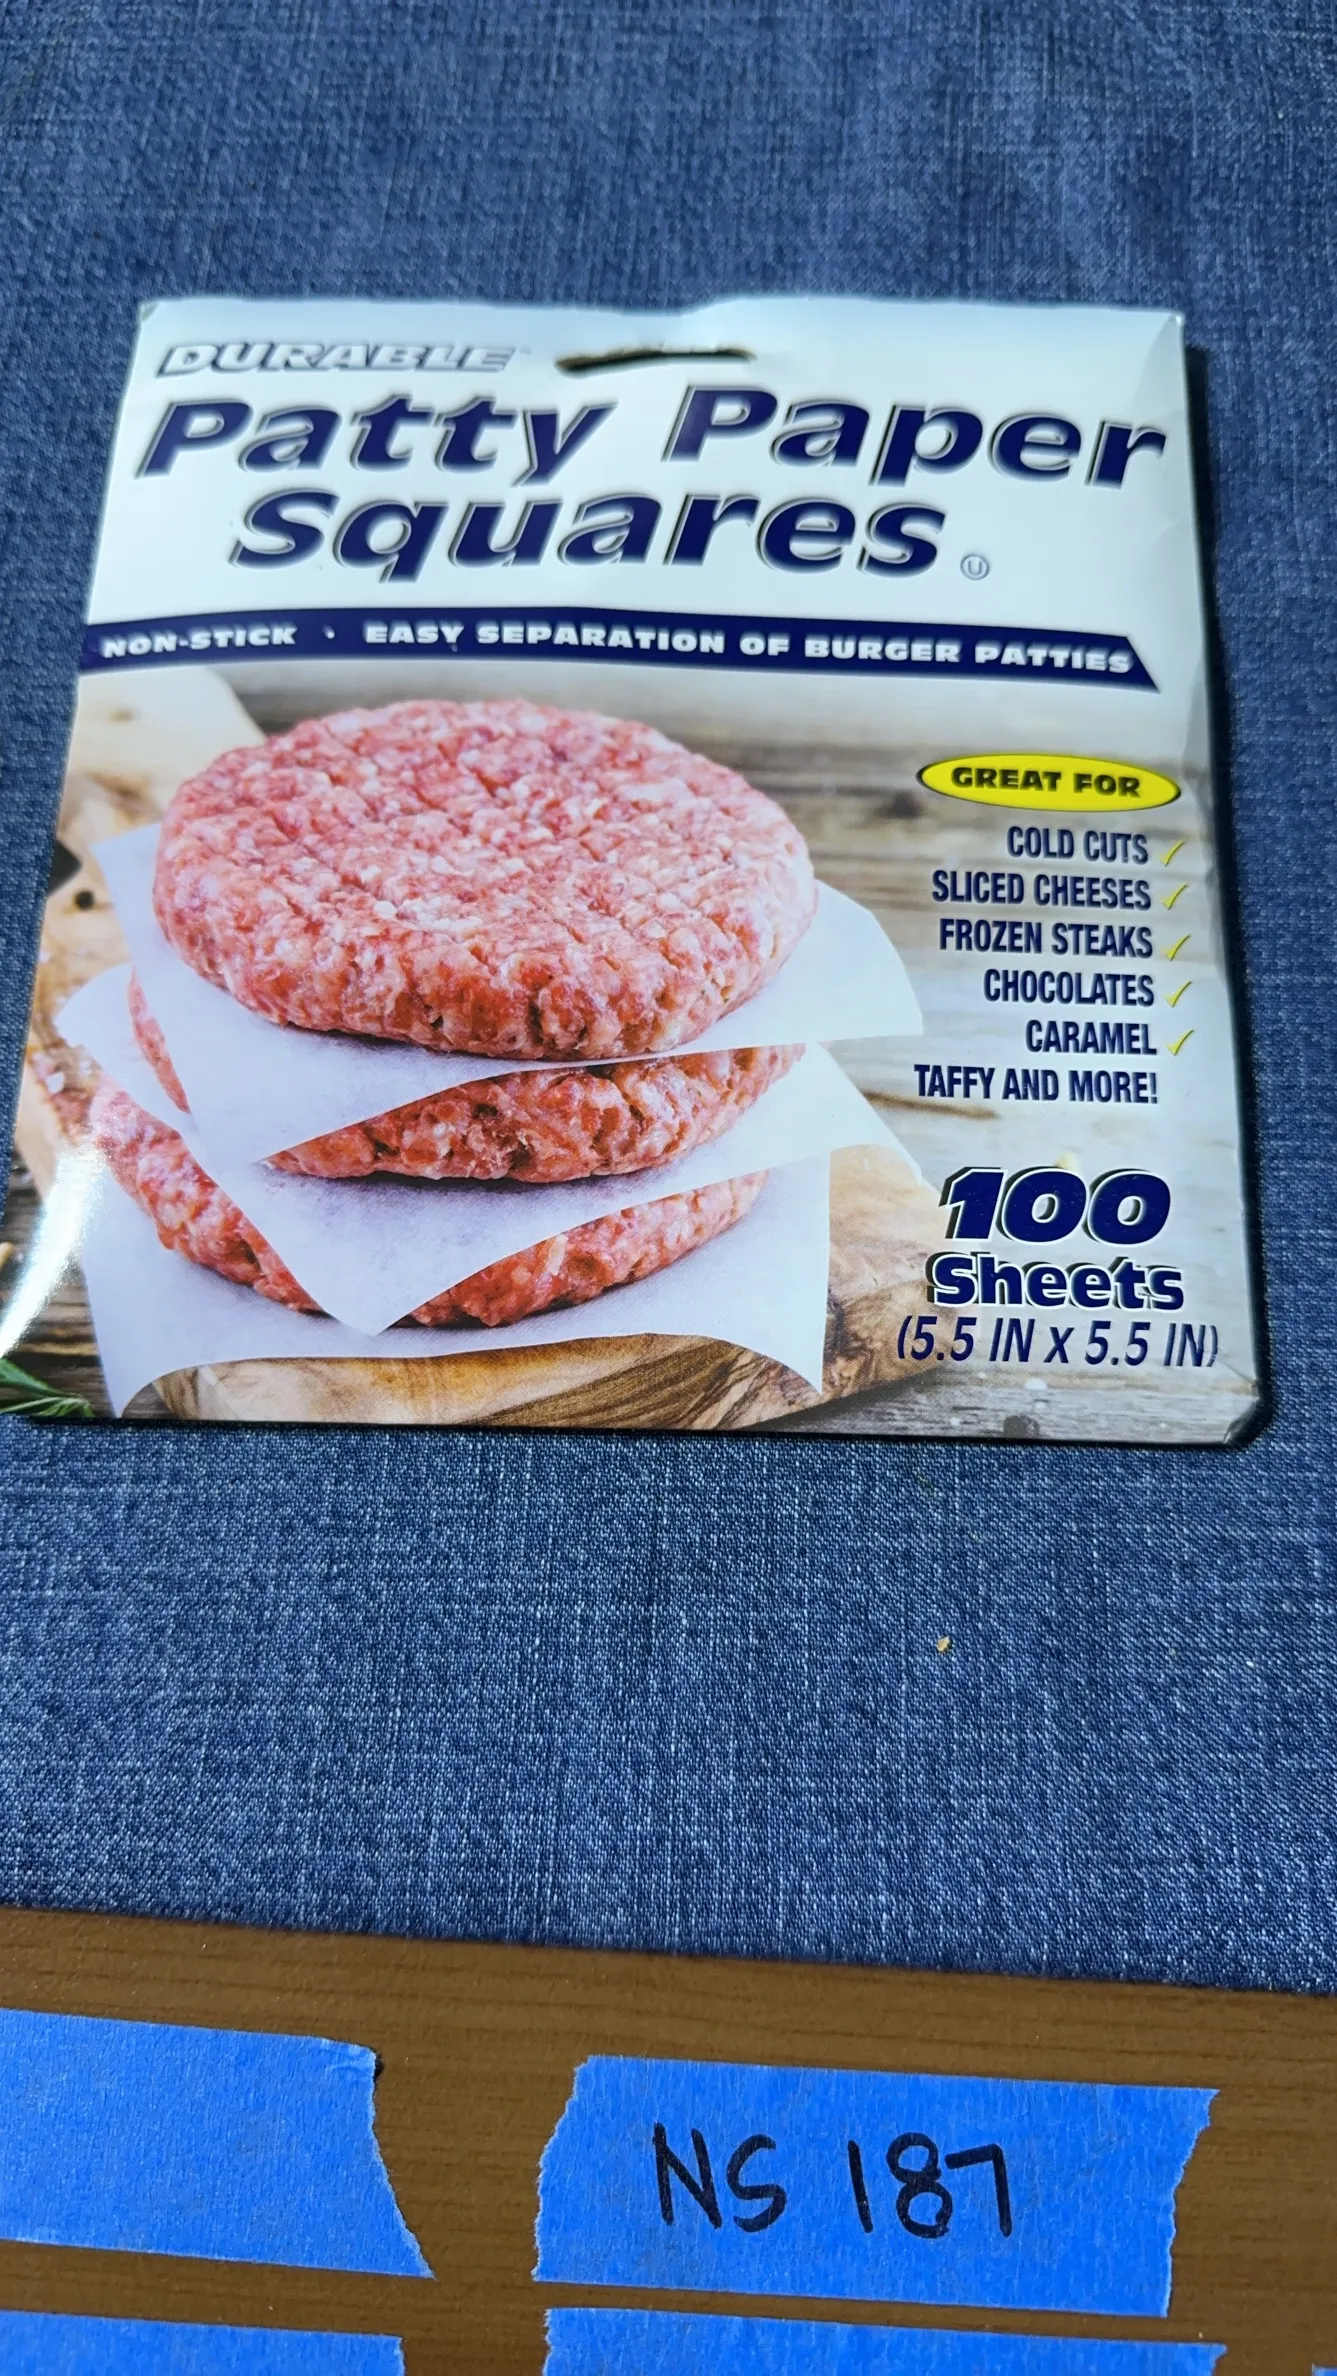 DURABLE
Patty Paper
Squares Ⓤ
NON-STICK · EASY SEPARATION OF BURGER PATTIES
GREAT FOR
COLD CUTS ✓
SLICED CHEESES ✓
FROZEN STEAKS ✓
CHOCOLATES ✓
CARAMEL ✓
TAFFY AND MORE!
100
Sheets
(5.5 IN X 5.5 IN)
NS 187